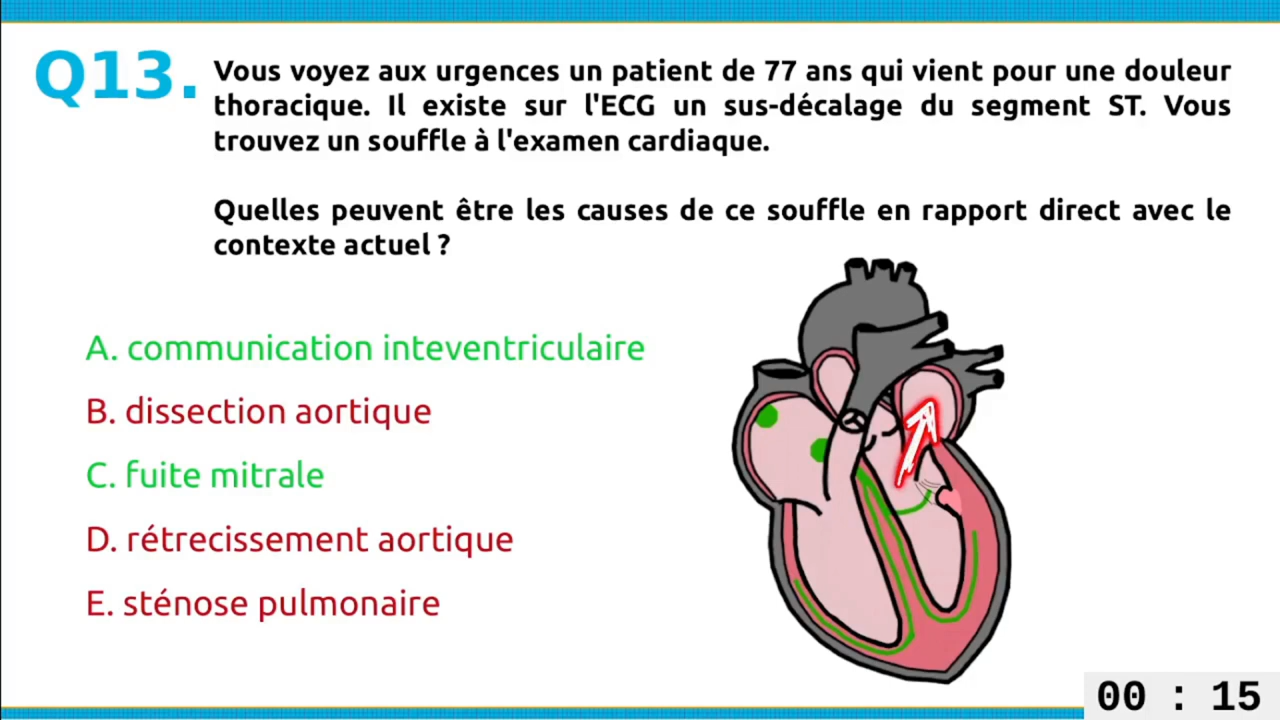 Q13.
Vous voyez aux urgences un patient de 77 ans qui vient pour une douleur
thoracique. Il existe sur l'ECG un sus-décalage du segment ST. Vous
trouvez un souffle à l'examen cardiaque.
Quelles peuvent être les causes de ce souffle en rapport direct avec le
contexte actuel ?
A. communication inteventriculaire
B. dissection aortique
C. fuite mitrale
D. rétrecissement aortique
E. sténose pulmonaire
00 : 15